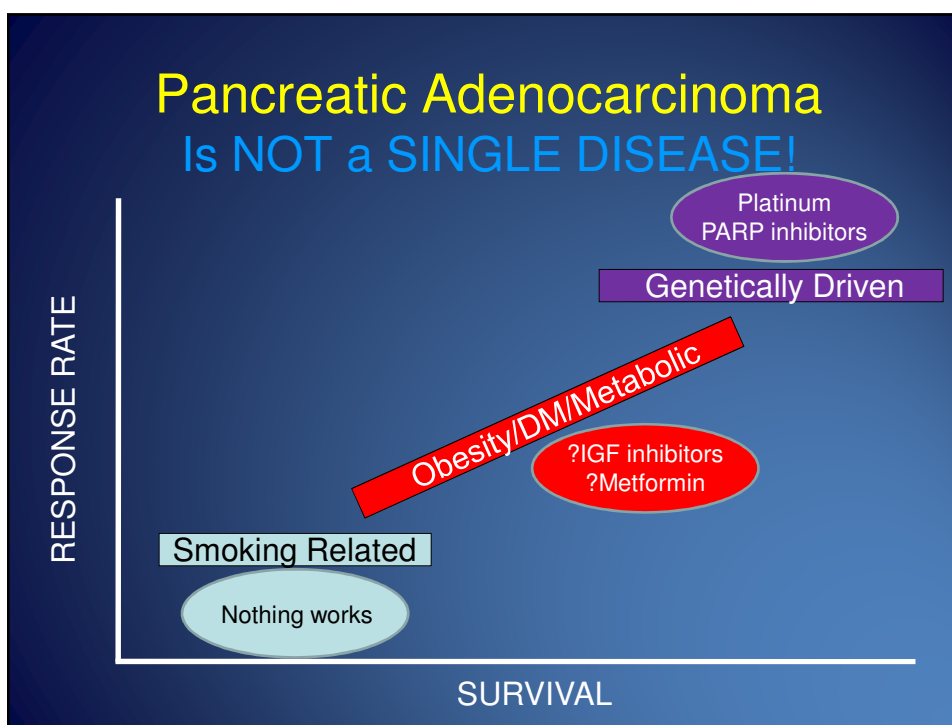 Pancreatic Adenocarcinoma
Is NOT a SINGLE DISEASE!
Platinum
PARP inhibitors
Genetically Driven
RESPONSE RATE
Obesity/DM/Metabolic
?IGF inhibitors
?Metformin
Smoking Related
Nothing works
SURVIVAL